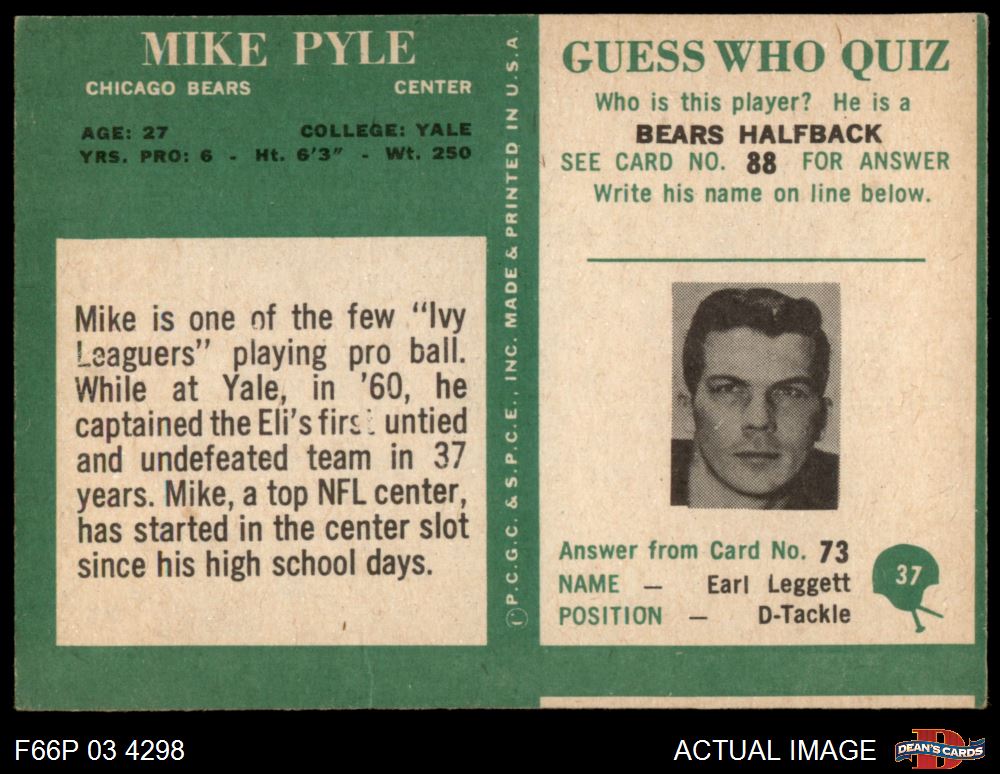 MIKE PYLE
CHICAGO BEARS CENTER
AGE: 27 COLLEGE: YALE
YRS. PRO: 6 - Ht. 6'3" - Wt. 250
Mike is one of the few "Ivy
Leaguers" playing pro ball.
While at Yale, in '60, he
captained the Eli's first untied
and undefeated team in 37
years. Mike, a top NFL center,
has started in the center slot
since his high school days.
© P.C.G.C. & S.P.C.E., INC. MADE & PRINTED IN U.S.A.
GUESS WHO QUIZ
Who is this player? He is a
BEARS HALFBACK
SEE CARD NO. 88 FOR ANSWER
Write his name on line below.
Answer from Card No. 73
NAME — Earl Leggett
POSITION — D-Tackle
37
F66P 03 4298
ACTUAL IMAGE
D
DEAN'S CARDS